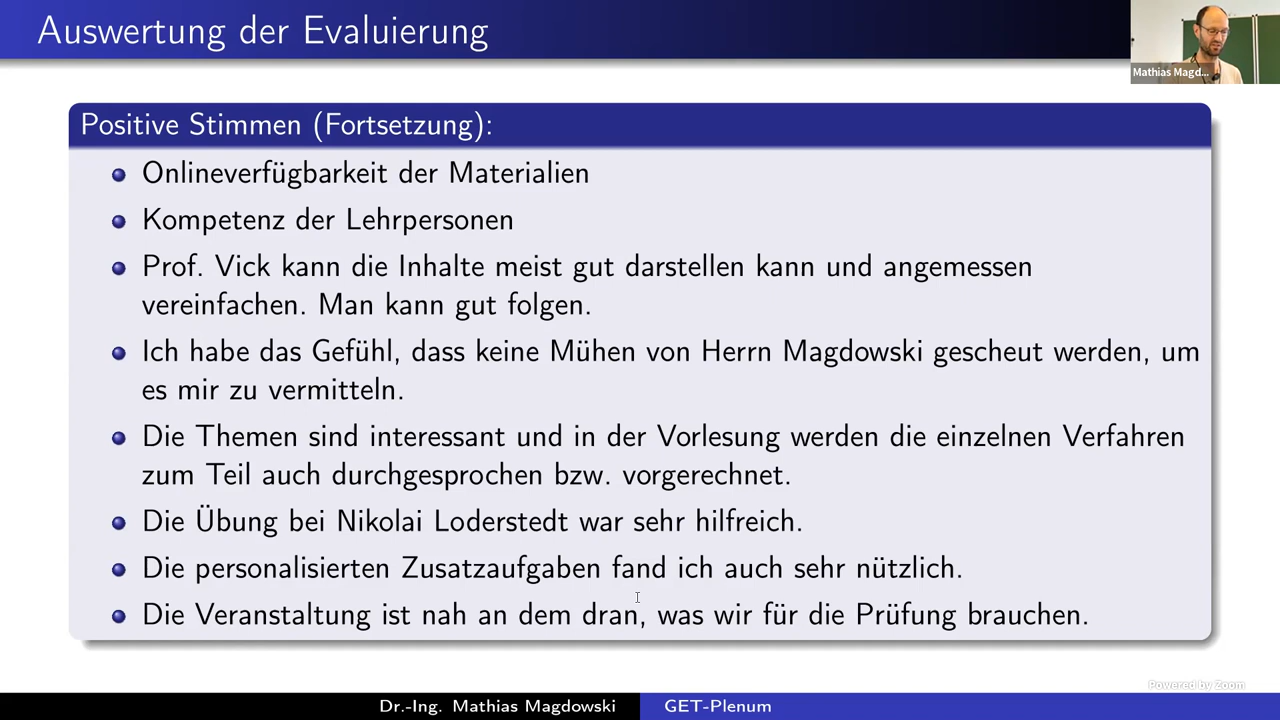 Auswertung der Evaluierung
Mathias Magd...
Positive Stimmen (Fortsetzung):
Onlineverfügbarkeit der Materialien
Kompetenz der Lehrpersonen
Prof. Vick kann die Inhalte meist gut darstellen kann und angemessen
vereinfachen. Man kann gut folgen.
Ich habe das Gefühl, dass keine Mühen von Herrn Magdowski gescheut werden, um
es mir zu vermitteln.
Die Themen sind interessant und in der Vorlesung werden die einzelnen Verfahren
zum Teil auch durchgesprochen bzw. vorgerechnet.
Die Übung bei Nikolai Loderstedt war sehr hilfreich.
Die personalisierten Zusatzaufgaben fand ich auch sehr nützlich.
Die Veranstaltung ist nah an dem dran, was wir für die Prüfung brauchen.
Powered by Zoom
Dr.-Ing. Mathias Magdowski
GET-Plenum